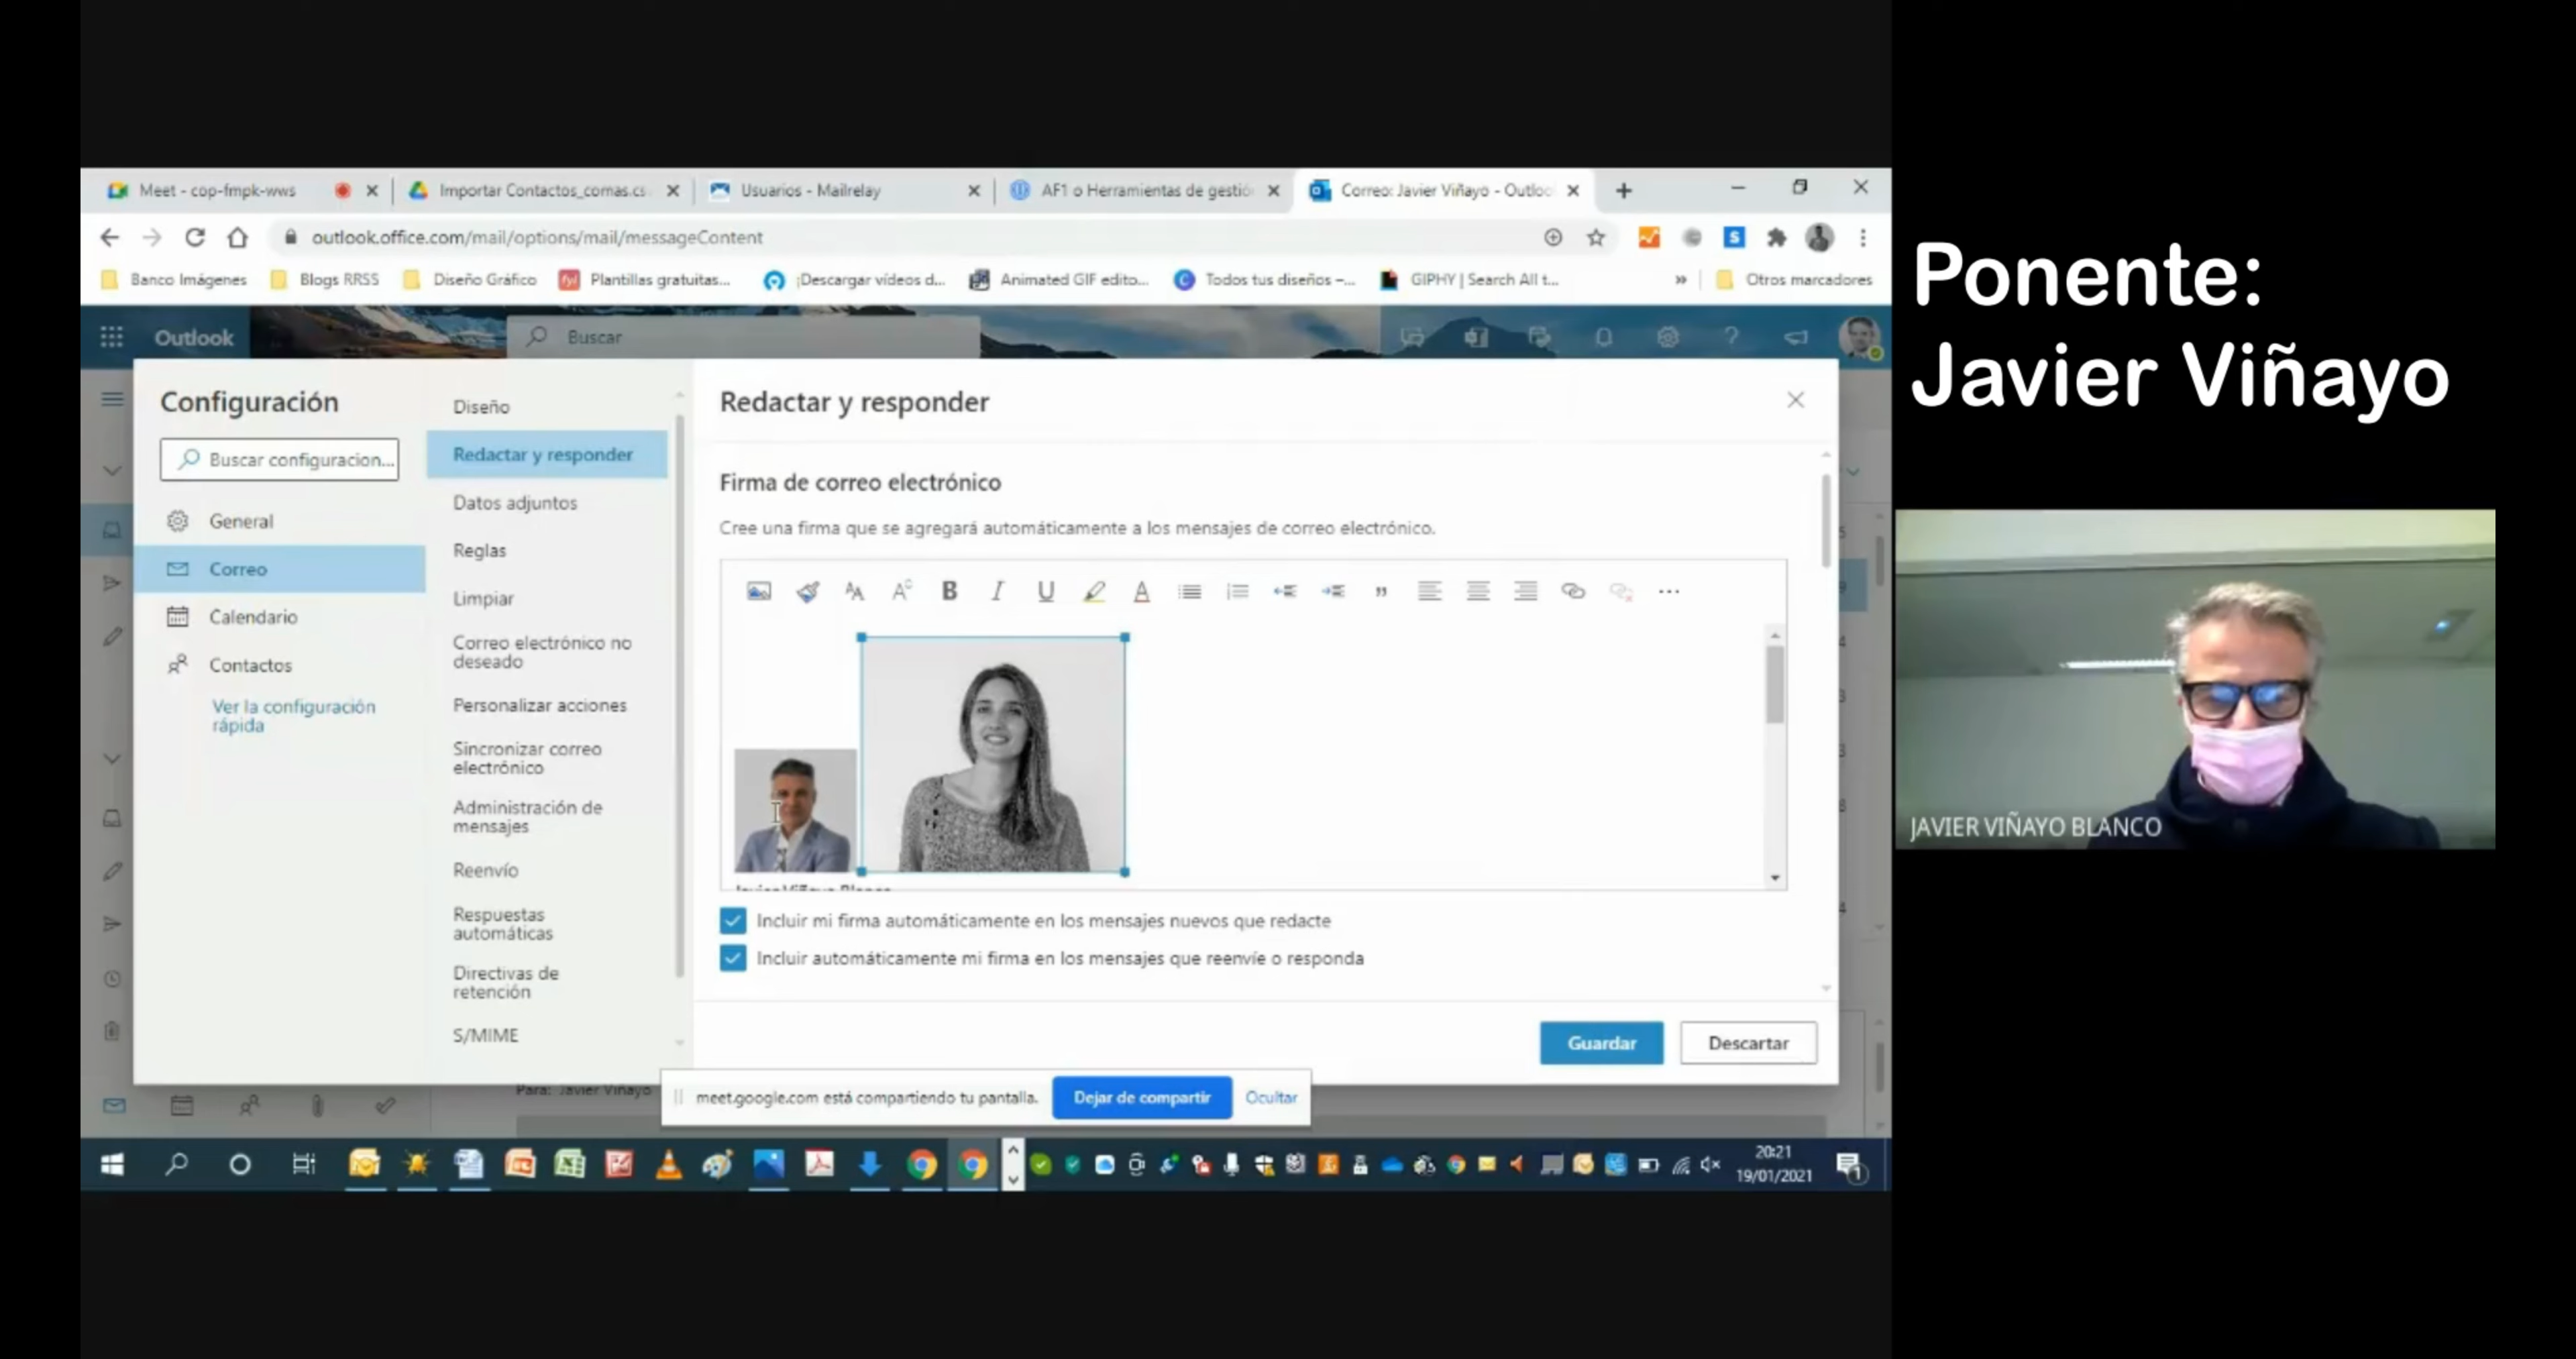 Meet - cop-fmpk-wws
Importar Contactos_comas.cs
Usuarios - Mailrelay
AF1 o Herramientas de gestió
Correo: Javier Viñayo - Outloo
outlook.office.com/mail/options/mail/messageContent
Banco Imágenes
Blogs RRSS
Diseño Gráfico
Plantillas gratuitas...
¡Descargar vídeos d...
Animated GIF edito...
Todos tus diseños –...
GIPHY | Search All t...
»
Otros marcadores
Outlook
Buscar
Configuración
Buscar configuracion...
General
Correo
Calendario
Contactos
Ver la configuración
rápida
Diseño
Redactar y responder
Datos adjuntos
Reglas
Limpiar
Correo electrónico no
deseado
Personalizar acciones
Sincronizar correo
electrónico
Administración de
mensajes
Reenvío
Respuestas
automáticas
Directivas de
retención
S/MIME
Redactar y responder
Firma de correo electrónico
Cree una firma que se agregará automáticamente a los mensajes de correo electrónico.
Javier Viñayo Blanco
Incluir mi firma automáticamente en los mensajes nuevos que redacte
Incluir automáticamente mi firma en los mensajes que reenvíe o responda
Guardar
Descartar
Para: Javier Viñayo
meet.google.com está compartiendo tu pantalla.
Dejar de compartir
Ocultar
20:21
19/01/2021
Ponente:
Javier Viñayo
JAVIER VIÑAYO BLANCO